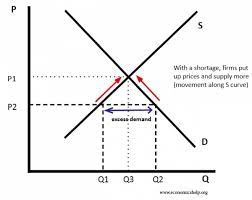 P
S
With a shortage, firms put
up prices and supply more
(movement along S curve)
P1
P2
excess demand
D
Q1
Q3
Q2
Q
www.economicshelp.org